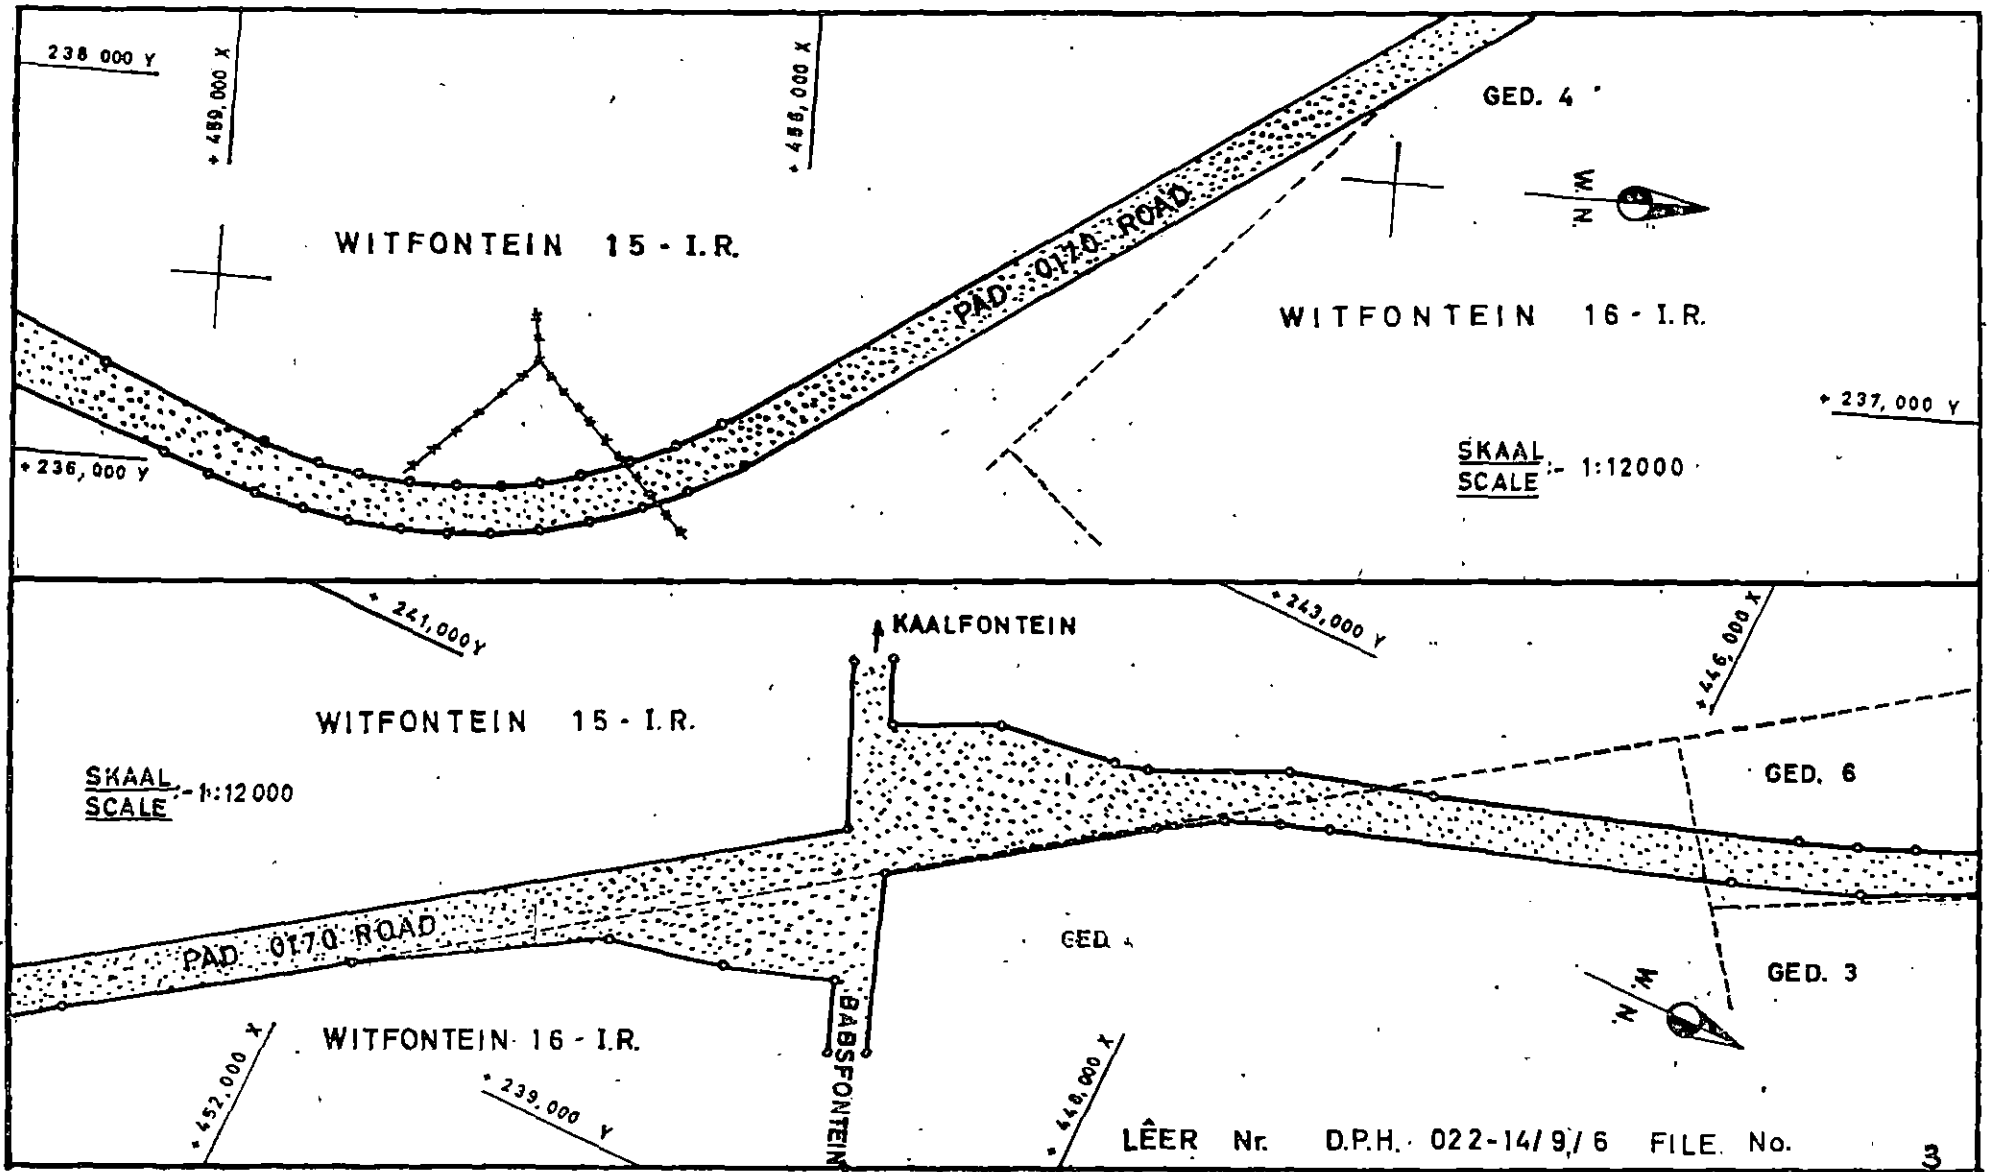 238 000 Y
+ 459,000 X
+ 456,000 X
GED. 4
W. N.
WITFONTEIN 15 - I.R.
PAD 0170 ROAD
WITFONTEIN 16 - I.R.
+ 237,000 Y
+ 236,000 Y
SKAAL
SCALE :- 1:12000
+ 241,000 Y
KAALFONTEIN
+ 243,000 Y
+ 446,000 X
WITFONTEIN 15 - I.R.
SKAAL
SCALE :- 1:12000
GED. 6
PAD 0170 ROAD
GED.
GED. 3
W. N.
WITFONTEIN 16 - I.R.
BABSFONTEIN
+ 452,000 X
+ 239,000 Y
+ 448,000 X
LÊER Nr. D.P.H. 022-14/9/6 FILE. No.
3